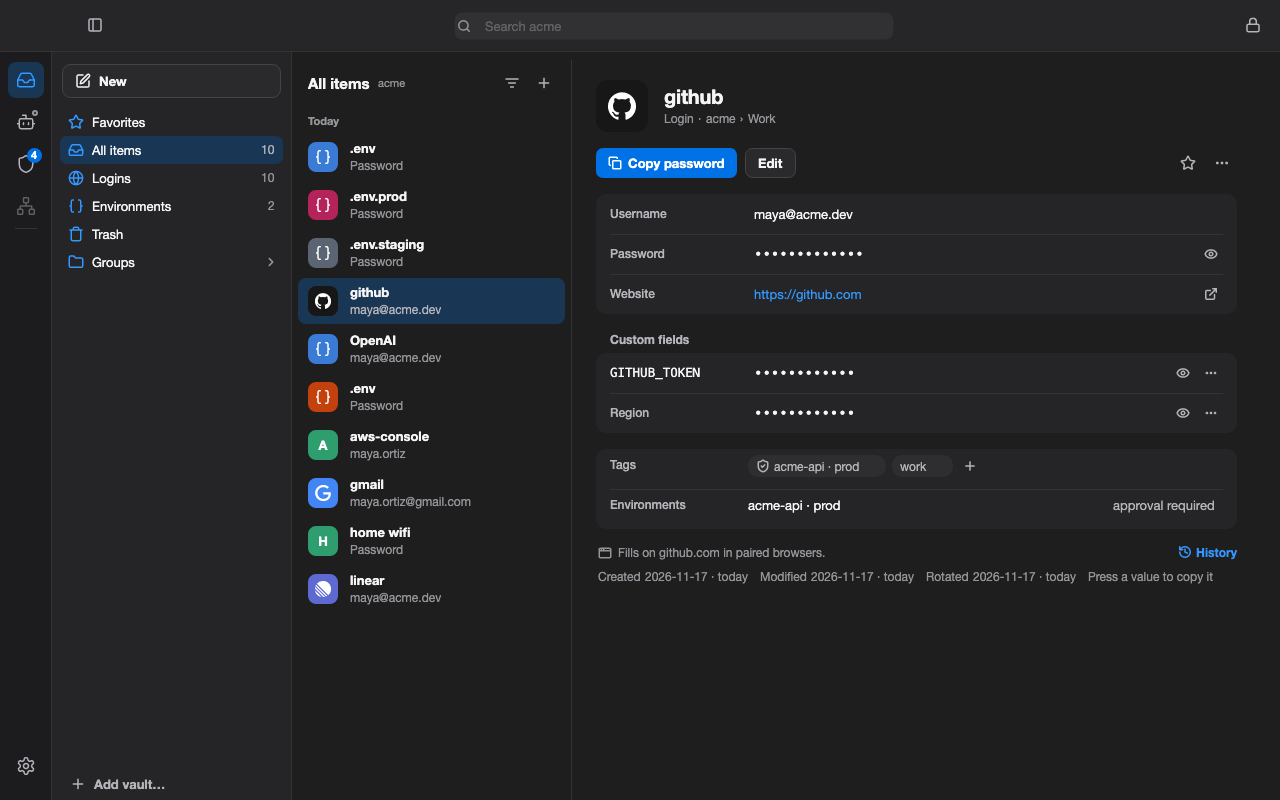 Search acme
4
New
Favorites
All items 10
Logins 10
Environments 2
Trash
Groups
Add vault...
All items acme
Today
{ } .env
Password
{ } .env.prod
Password
{ } .env.staging
Password
github
maya@acme.dev
{ } OpenAI
maya@acme.dev
{ } .env
Password
A aws-console
maya.ortiz
G gmail
maya.ortiz@gmail.com
H home wifi
Password
linear
maya@acme.dev
github
Login · acme › Work
Copy password Edit
Username maya@acme.dev
Password •••••••••••••
Website https://github.com
Custom fields
GITHUB_TOKEN ••••••••••••
Region ••••••••••••
Tags acme-api · prod work
Environments acme-api · prod approval required
Fills on github.com in paired browsers. History
Created 2026-11-17 · today Modified 2026-11-17 · today Rotated 2026-11-17 · today Press a value to copy it